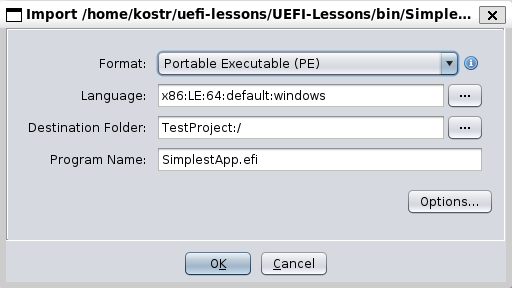 Import /home/kostr/uefi-lessons/UEFI-Lessons/bin/Simple...
Format: Portable Executable (PE)
Language: x86:LE:64:default:windows ...
Destination Folder: TestProject:/ ...
Program Name: SimplestApp.efi
Options...
OK Cancel